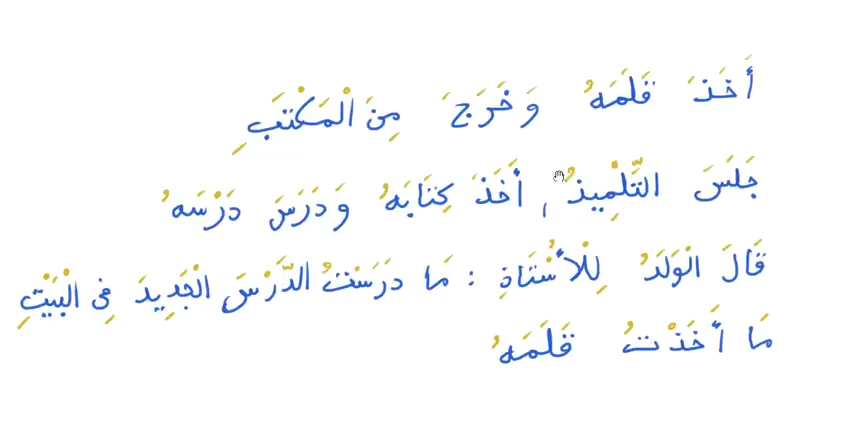 أَخَذَ قَلَمَهُ وَخَرَجَ مِنَ الْمَكْتَبِ
جَلَسَ التِّلْمِيذُ، أَخَذَ كِتَابَهُ وَدَرَسَ دَرْسَهُ
قَالَ الْوَلَدُ لِلْأُسْتَاذِ : مَا دَرَسْتُ الدَّرْسَ الْجَدِيدَ فِي الْبَيْتِ
مَا أَخَذْتُ قَلَمَهُ